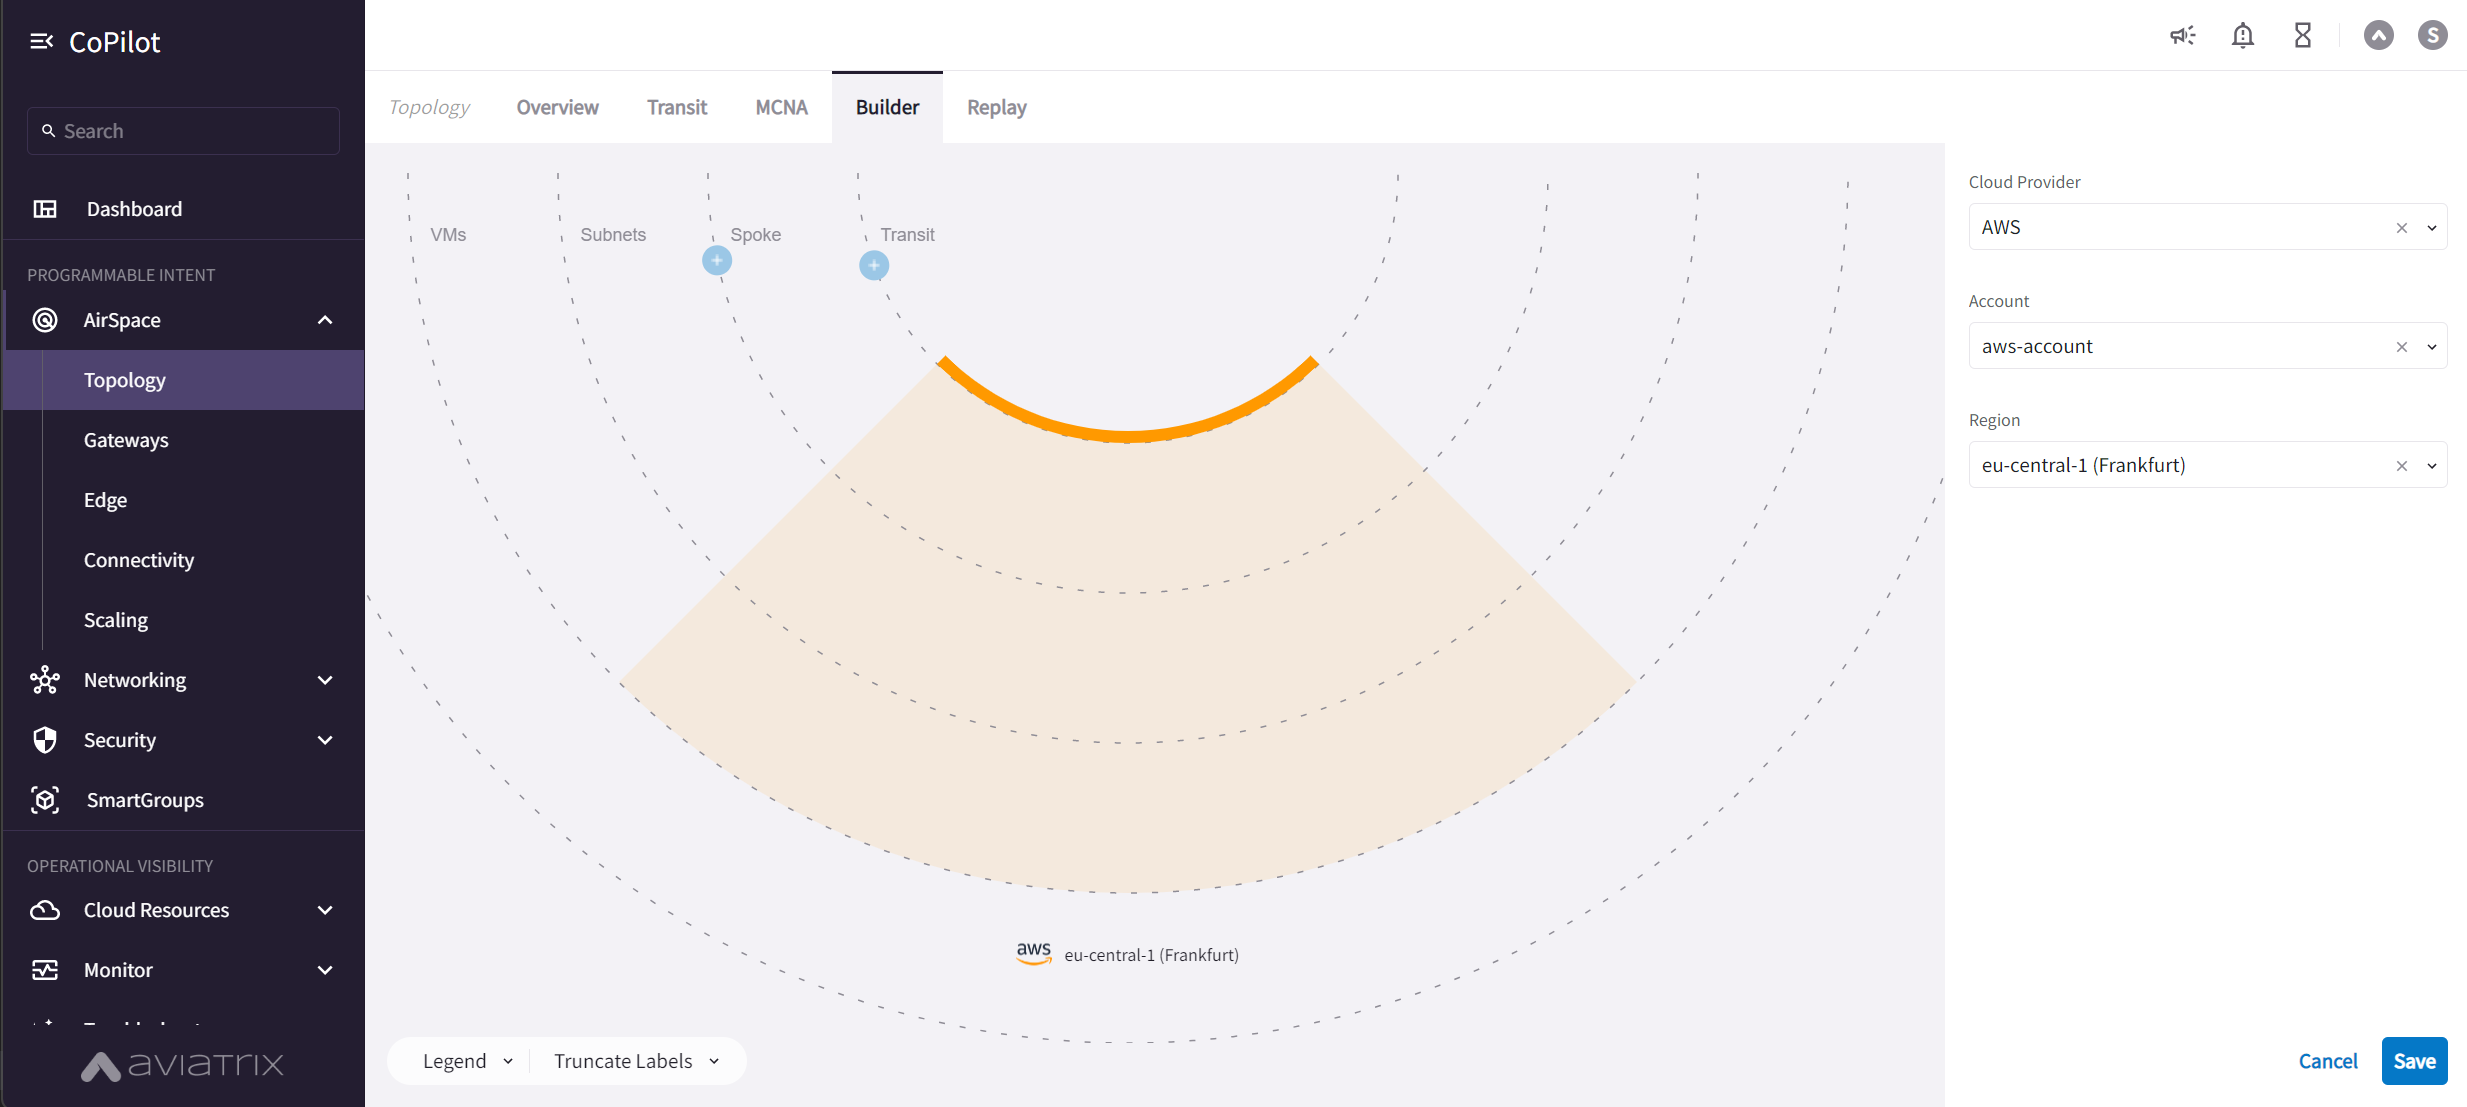 CoPilot
Search
Dashboard
PROGRAMMABLE INTENT
AirSpace
Topology
Gateways
Edge
Connectivity
Scaling
Networking
Security
SmartGroups
OPERATIONAL VISIBILITY
Cloud Resources
Monitor
aviatrix
S
Topology Overview Transit MCNA Builder Replay
VMs Subnets Spoke Transit
aws eu-central-1 (Frankfurt)
Legend Truncate Labels
Cloud Provider
AWS
Account
aws-account
Region
eu-central-1 (Frankfurt)
Cancel Save